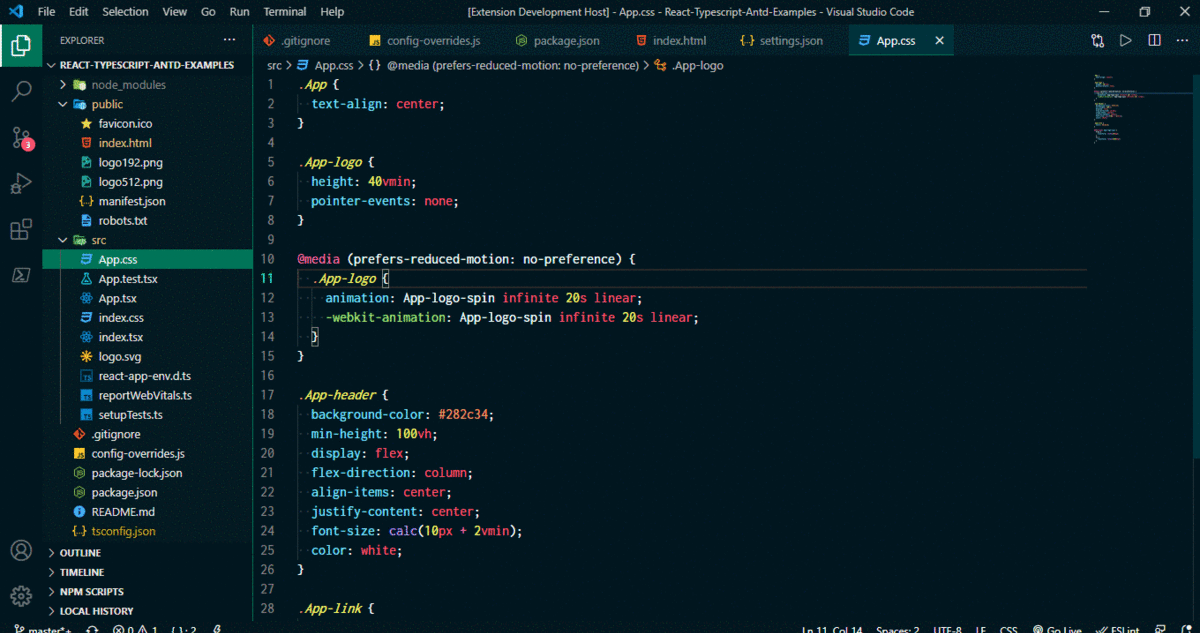 File Edit Selection View Go Run Terminal Help [Extension Development Host] - App.css - React-Typescript-Antd-Examples - Visual Studio Code
EXPLORER ...
REACT-TYPESCRIPT-ANTD-EXAMPLES
node_modules
public
favicon.ico
index.html
logo192.png
logo512.png
manifest.json
robots.txt
src
App.css
App.test.tsx
App.tsx
index.css
index.tsx
logo.svg
react-app-env.d.ts
reportWebVitals.ts
setupTests.ts
.gitignore
config-overrides.js
package-lock.json
package.json
README.md
tsconfig.json
OUTLINE
TIMELINE
NPM SCRIPTS
LOCAL HISTORY
3
.gitignore config-overrides.js package.json index.html settings.json App.css
src > App.css > {} @media (prefers-reduced-motion: no-preference) > .App-logo
1 .App {
2 text-align: center;
3 }
4
5 .App-logo {
6 height: 40vmin;
7 pointer-events: none;
8 }
9
10 @media (prefers-reduced-motion: no-preference) {
11 .App-logo {
12 animation: App-logo-spin infinite 20s linear;
13 -webkit-animation: App-logo-spin infinite 20s linear;
14 }
15 }
16
17 .App-header {
18 background-color: #282c34;
19 min-height: 100vh;
20 display: flex;
21 flex-direction: column;
22 align-items: center;
23 justify-content: center;
24 font-size: calc(10px + 2vmin);
25 color: white;
26 }
27
28 .App-link {
master*+ 0 1 {.}: 2 Ln 11, Col 14 Spaces: 2 UTF-8 LF CSS Go Live ESLint